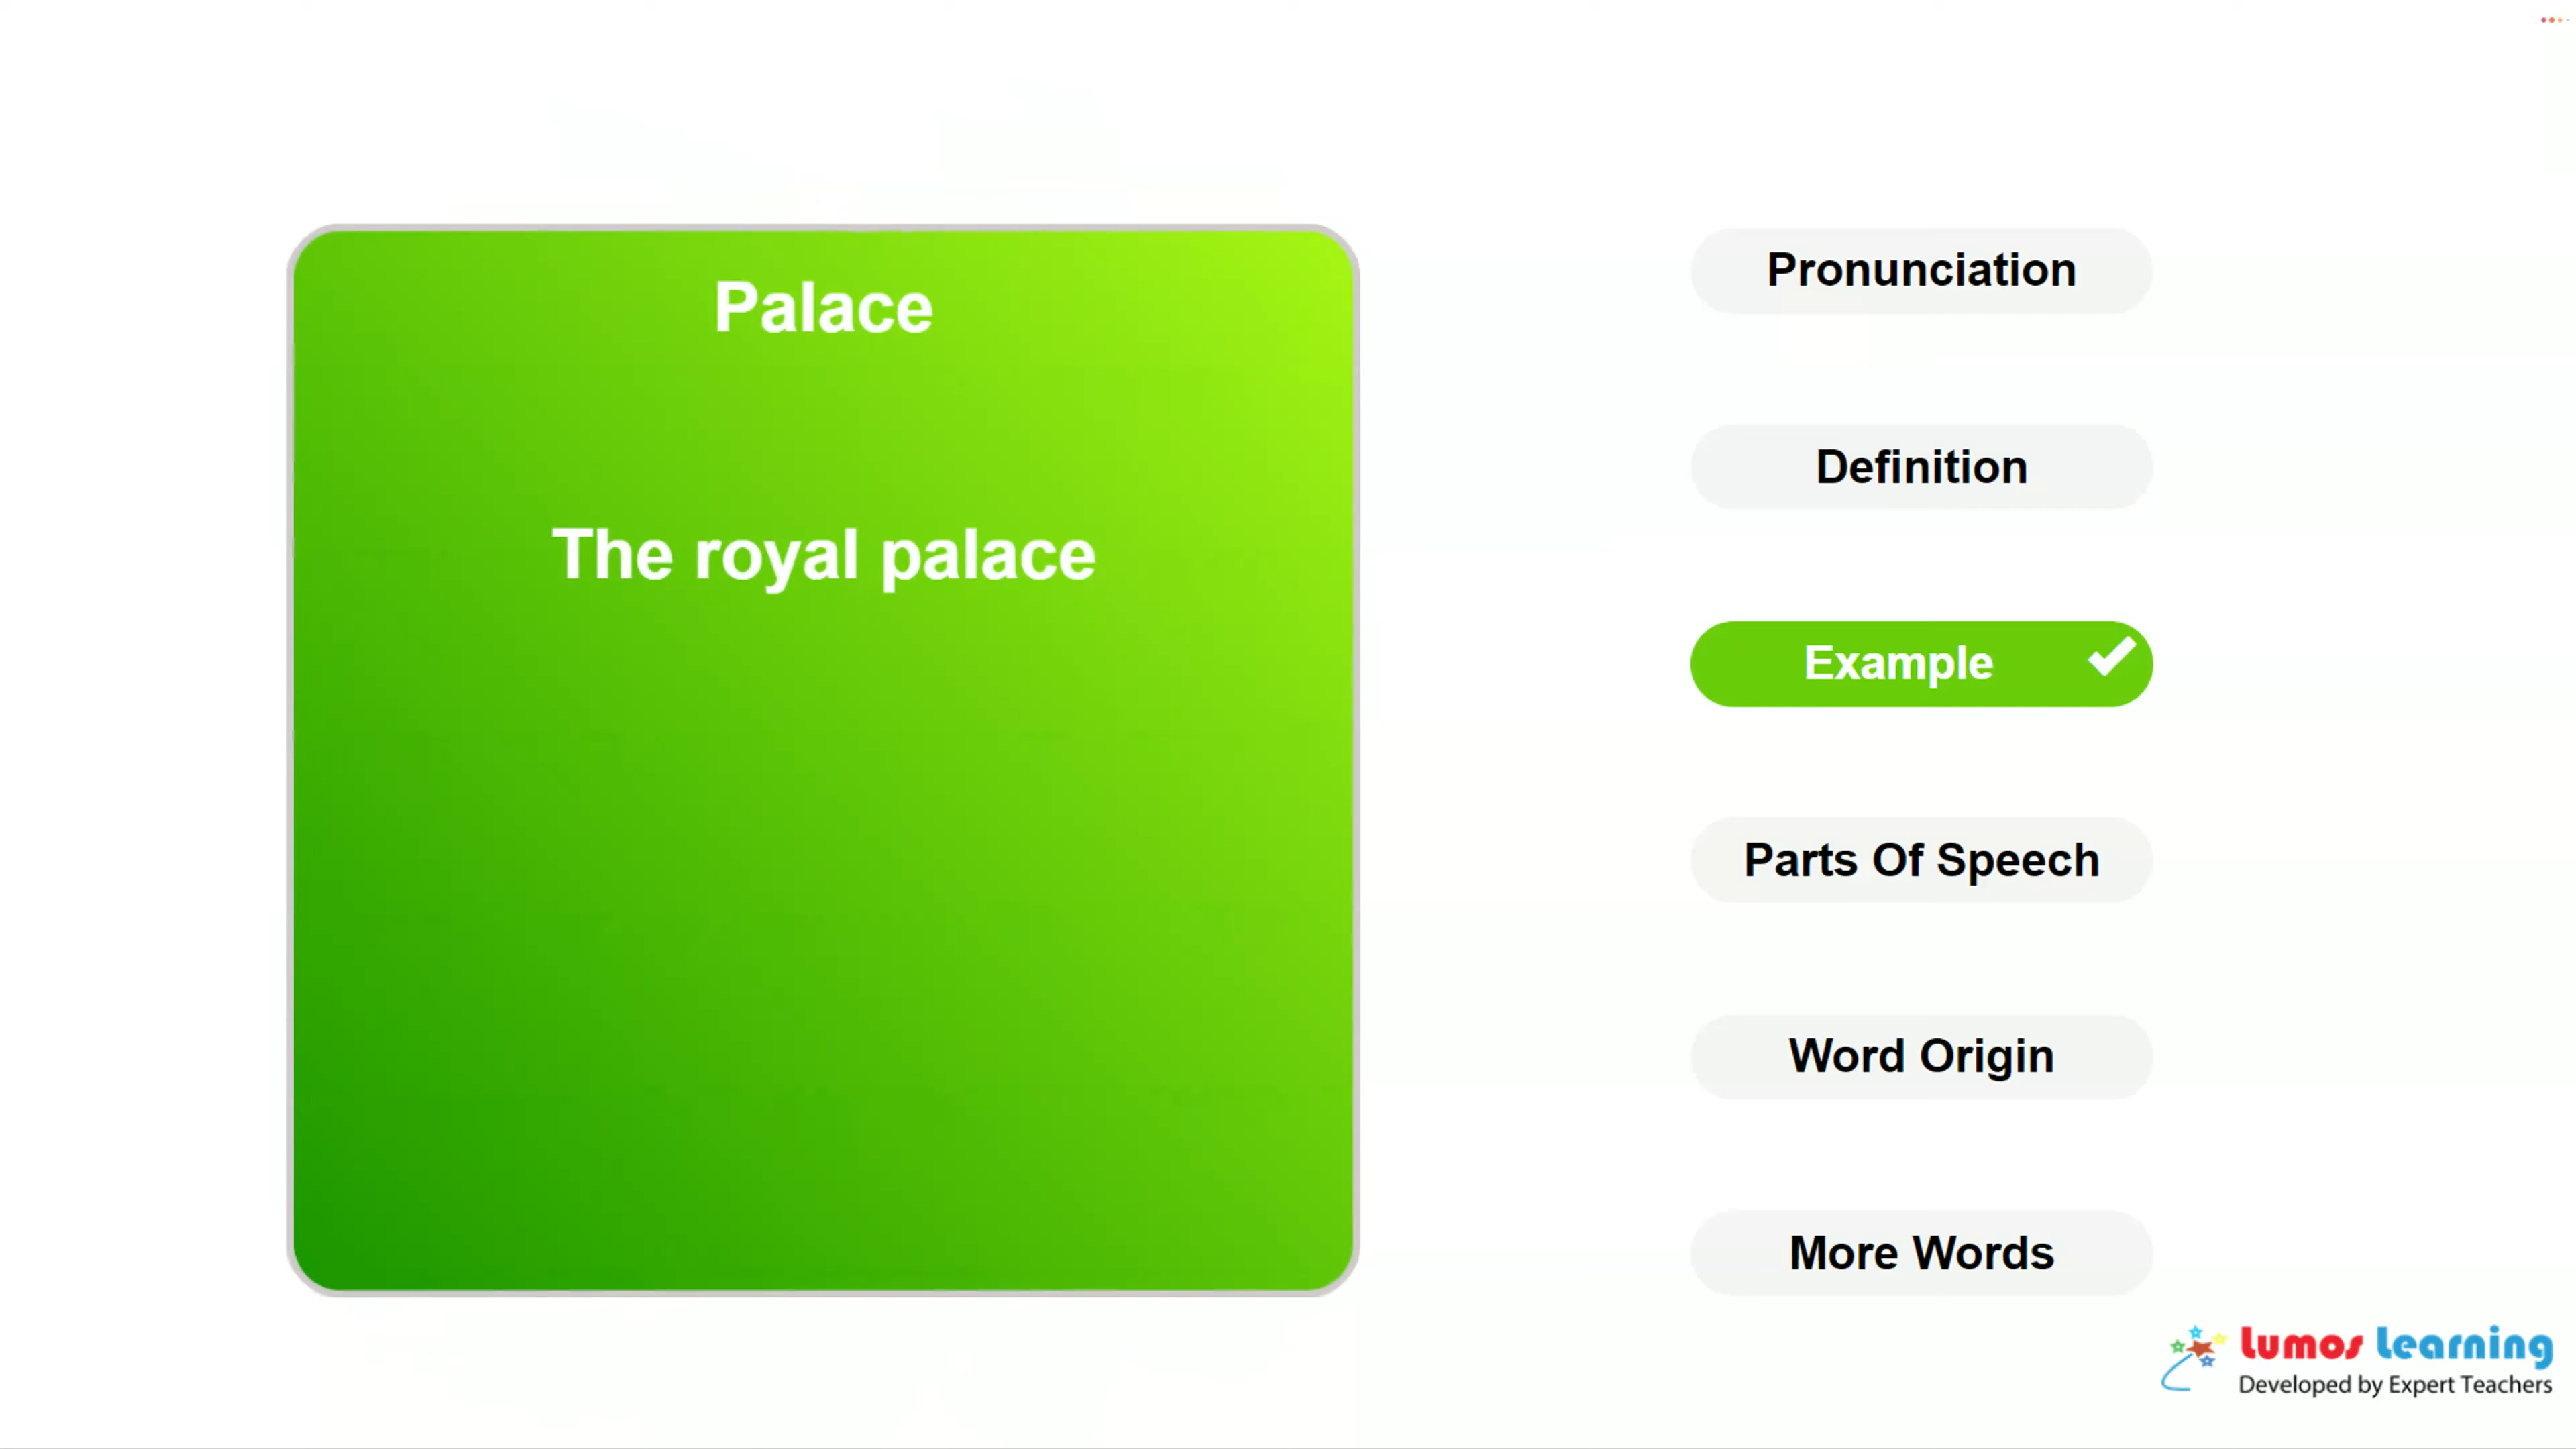 Palace
The royal palace
Pronunciation
Definition
Example
Parts Of Speech
Word Origin
More Words
Lumos Learning
Developed by Expert Teachers